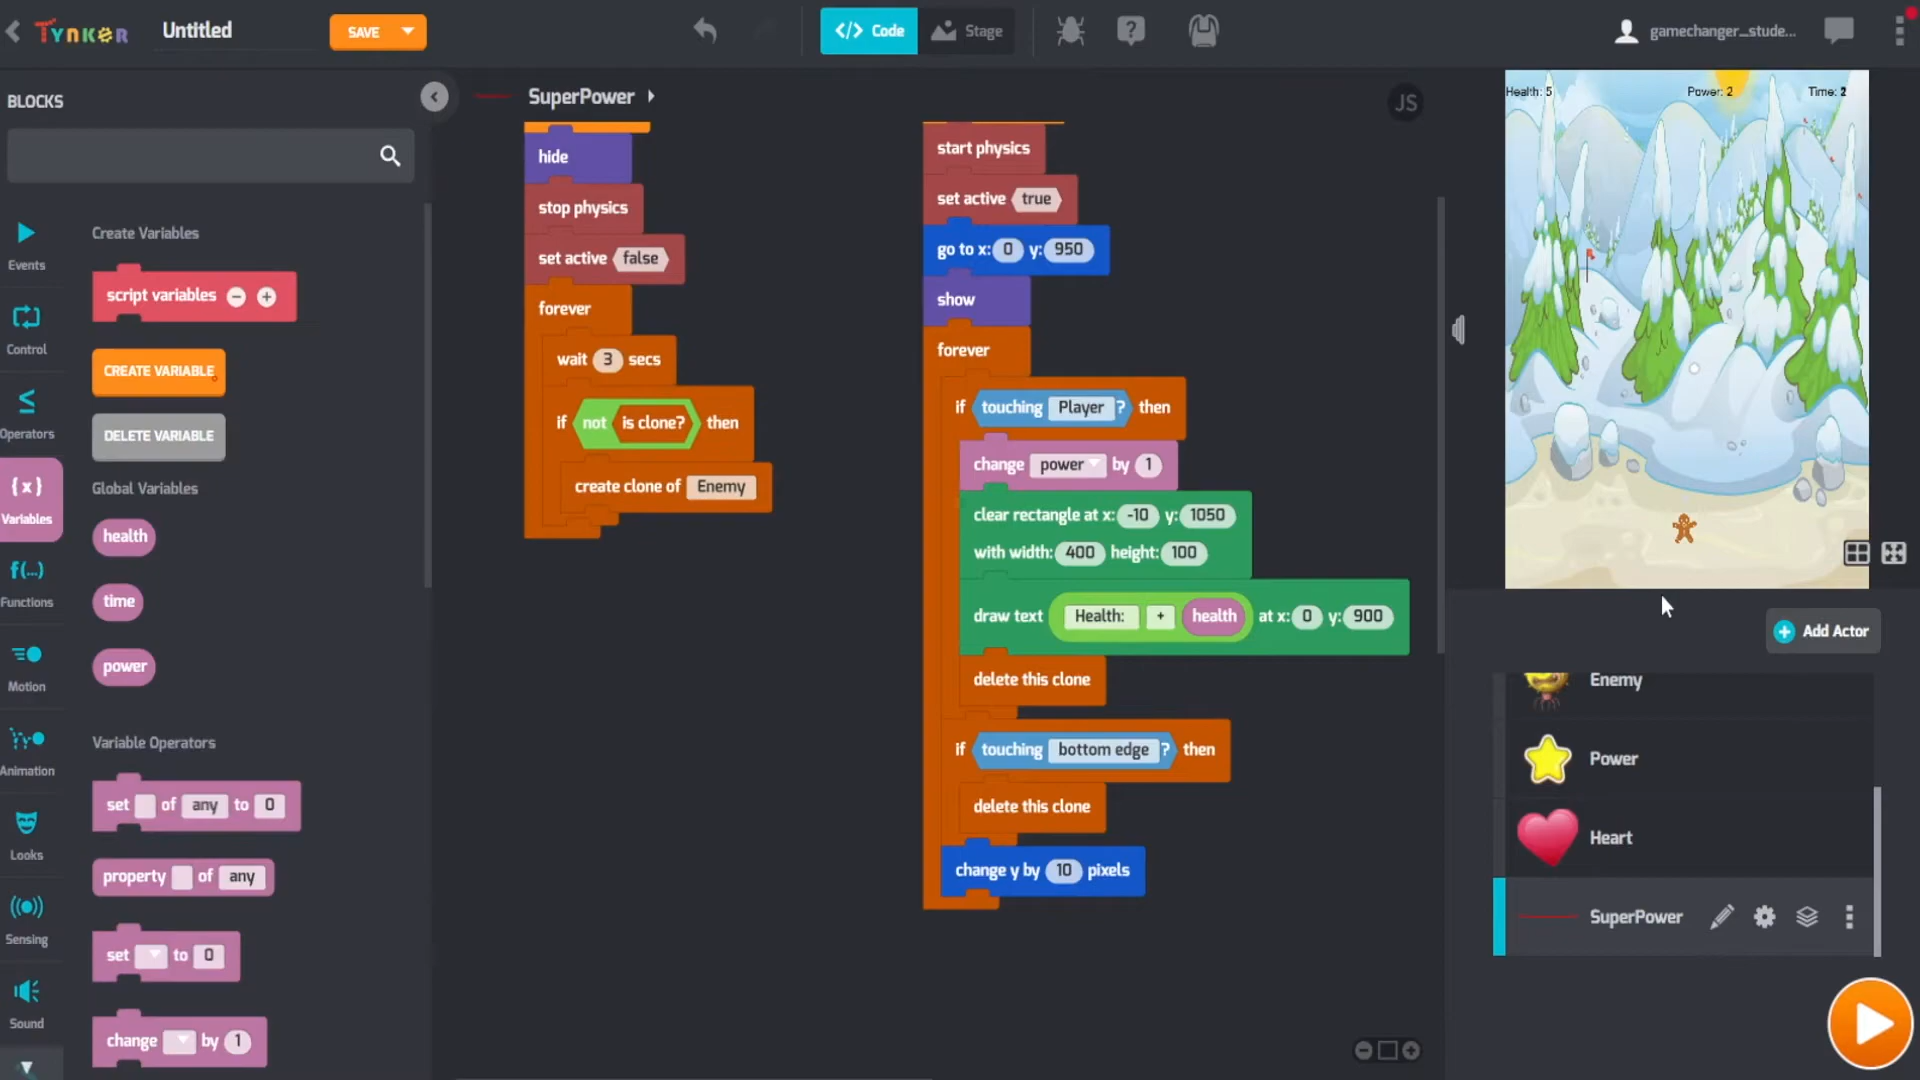 TYNKER
Untitled
SAVE
</> Code
Stage
gamechanger_stude...
BLOCKS
Events
Control
Operators
{x}
Variables
f(...)
Functions
Motion
Animation
Looks
Sensing
Sound
Create Variables
script variables
CREATE VARIABLE
DELETE VARIABLE
Global Variables
health
time
power
Variable Operators
set of any to 0
property of any
set to 0
change by 1
SuperPower
JS
hide
stop physics
set active false
forever
wait 3 secs
if not is clone? then
create clone of Enemy
start physics
set active true
go to x: 0 y: 950
show
forever
if touching Player ? then
change power by 1
clear rectangle at x: -10 y: 1050
with width: 400 height: 100
draw text Health: + health at x: 0 y: 900
delete this clone
if touching bottom edge ? then
delete this clone
change y by 10 pixels
Health: 5 Power: 2 Time: 2
Add Actor
Enemy
Power
Heart
SuperPower